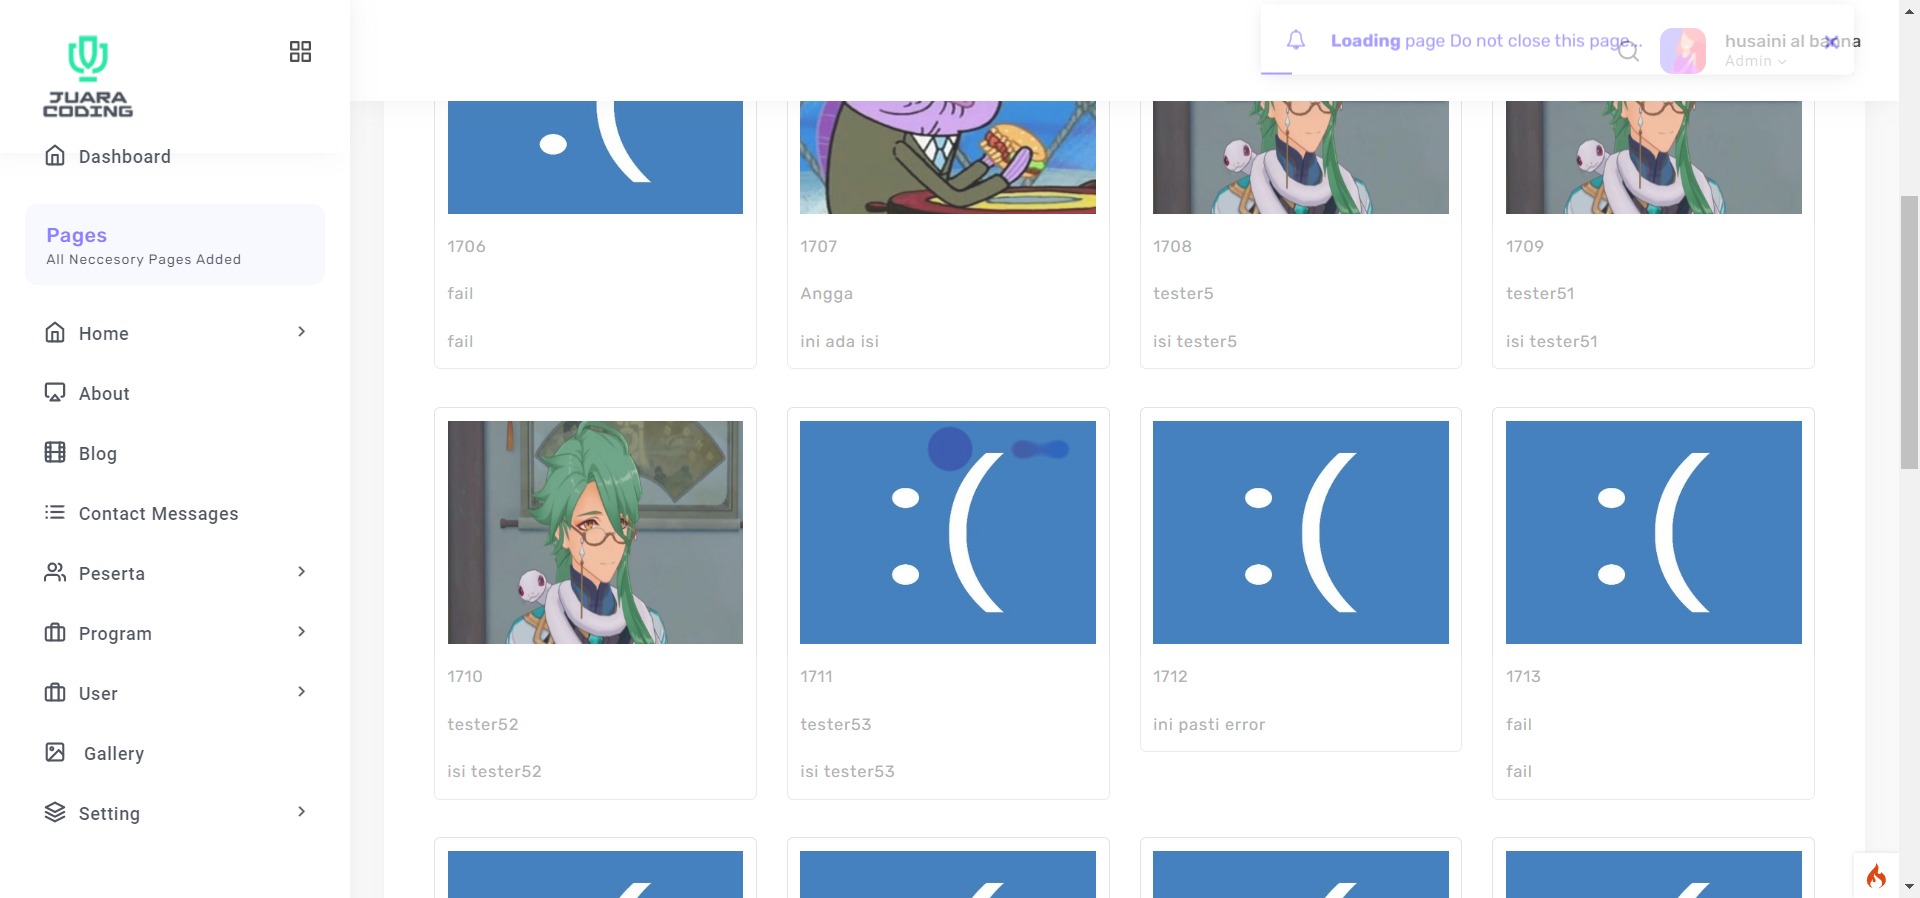 JUARA
CODING
Dashboard
Pages
All Neccesory Pages Added
Home
About
Blog
Contact Messages
Peserta
Program
User
Gallery
Setting
Loading page Do not close this page...
husaini al banna
Admin
1706
fail
fail
1707
Angga
ini ada isi
1708
tester5
isi tester5
1709
tester51
isi tester51
:(
1710
tester52
isi tester52
:(
1711
tester53
isi tester53
:(
1712
ini pasti error
:(
1713
fail
fail